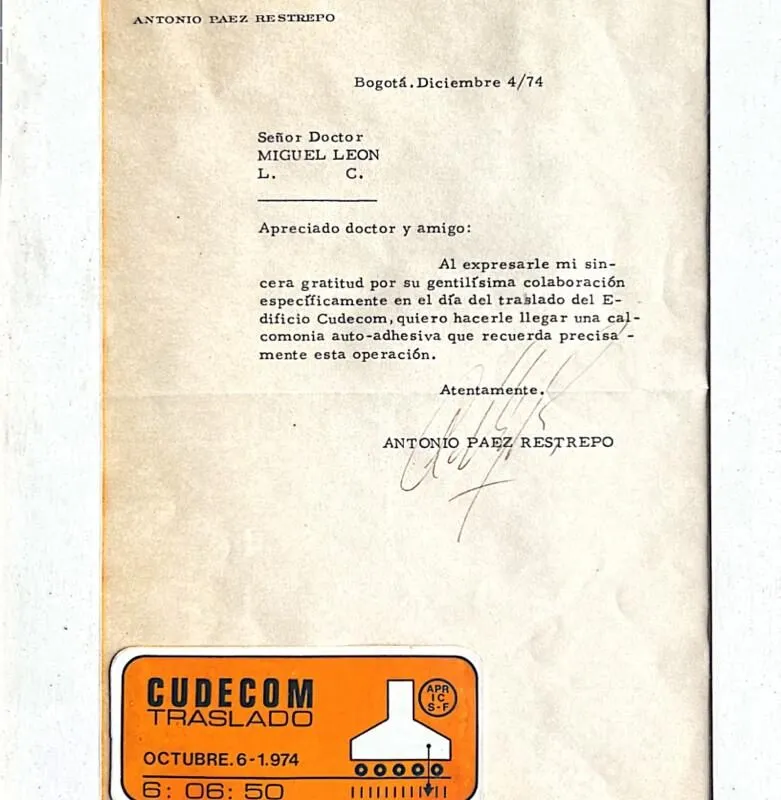 ANTONIO PAEZ RESTREPO
Bogotá.Diciembre 4/74
Señor Doctor
MIGUEL LEON
L. C.
Apreciado doctor y amigo:
Al expresarle mi sin-
cera gratitud por su gentilísima colaboración
específicamente en el día del traslado del E-
dificio Cudecom,quiero hacerle llegar una cal-
comonia auto-adhesiva que recuerda precisa -
mente esta operación.
Atentamente.
ANTONIO PAEZ RESTREPO
CUDECOM
TRASLADO
APR
IC
S-F
OCTUBRE.6-1.974
6: 06: 50